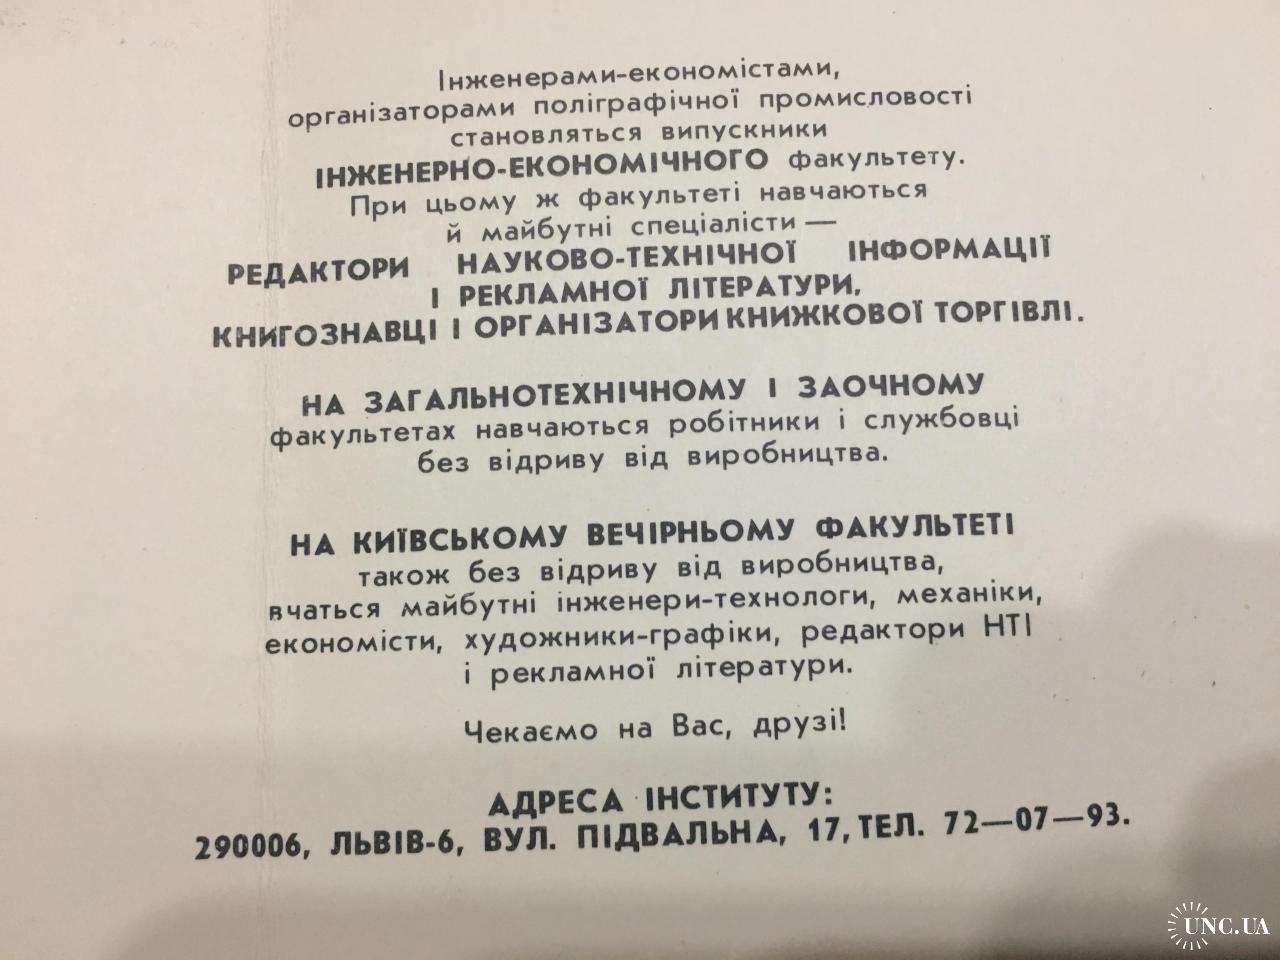 Інженерами-економістами,
організаторами поліграфічної промисловості
становляться випускники
ІНЖЕНЕРНО-ЕКОНОМІЧНОГО факультету.
При цьому ж факультеті навчаються
й майбутні спеціалісти —
РЕДАКТОРИ НАУКОВО-ТЕХНІЧНОЇ ІНФОРМАЦІЇ
І РЕКЛАМНОЇ ЛІТЕРАТУРИ,
КНИГОЗНАВЦІ І ОРГАНІЗАТОРИ КНИЖКОВОЇ ТОРГІВЛІ.
НА ЗАГАЛЬНОТЕХНІЧНОМУ І ЗАОЧНОМУ
факультетах навчаються робітники і службовці
без відриву від виробництва.
НА КИЇВСЬКОМУ ВЕЧІРНЬОМУ ФАКУЛЬТЕТІ
також без відриву від виробництва,
вчаться майбутні інженери-технологи, механіки,
економісти, художники-графіки, редактори НТІ
і рекламної літератури.
Чекаємо на Вас, друзі!
АДРЕСА ІНСТИТУТУ:
290006, ЛЬВІВ-6, ВУЛ. ПІДВАЛЬНА, 17, ТЕЛ. 72—07—93.
UNC.UA